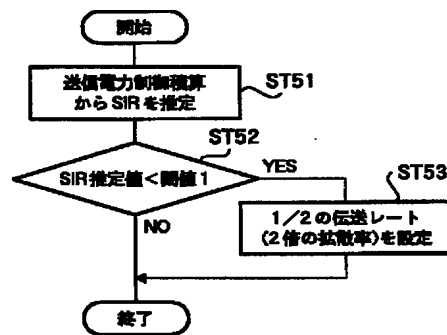 開始
送信電力制御積算
からSIRを推定
ST51
ST52
SIR推定値<閾値1
YES
ST53
NO
1/2の伝送レート
(2倍の拡散率)を設定
終了